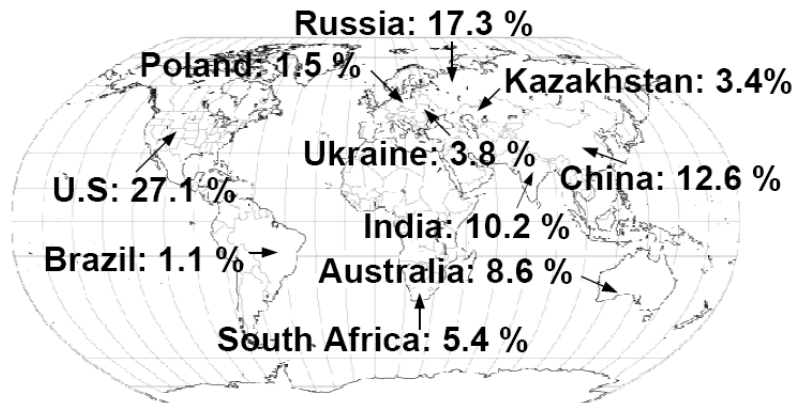 Russia: 17.3 %
Poland: 1.5 %
Kazakhstan: 3.4%
Ukraine: 3.8 %
China: 12.6 %
U.S: 27.1 %
India: 10.2 %
Brazil: 1.1 %
Australia: 8.6 %
South Africa: 5.4 %